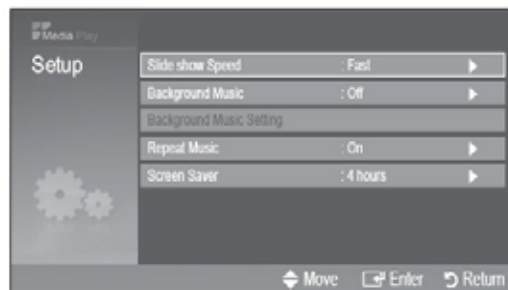 Media Play
Setup
Slide show Speed : Fast
Background Music : Off
Background Music Setting
Repeat Music : On
Screen Saver : 4 hours
Move Enter Return